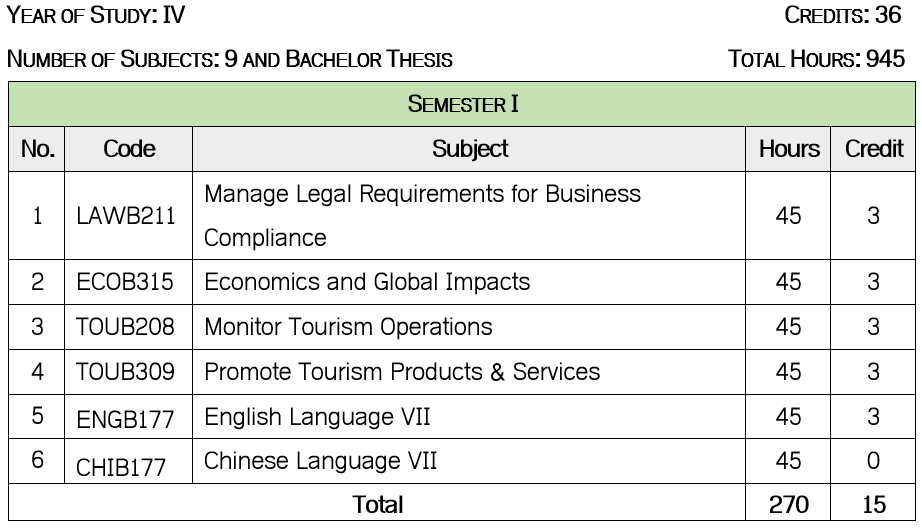 YEAR OF STUDY: IV CREDITS: 36
NUMBER OF SUBJECTS: 9 AND BACHELOR THESIS TOTAL HOURS: 945
SEMESTER I
No. Code Subject Hours Credit
1 LAWB211 Manage Legal Requirements for Business Compliance 45 3
2 ECOB315 Economics and Global Impacts 45 3
3 TOUB208 Monitor Tourism Operations 45 3
4 TOUB309 Promote Tourism Products & Services 45 3
5 ENGB177 English Language VII 45 3
6 CHIB177 Chinese Language VII 45 0
Total 270 15